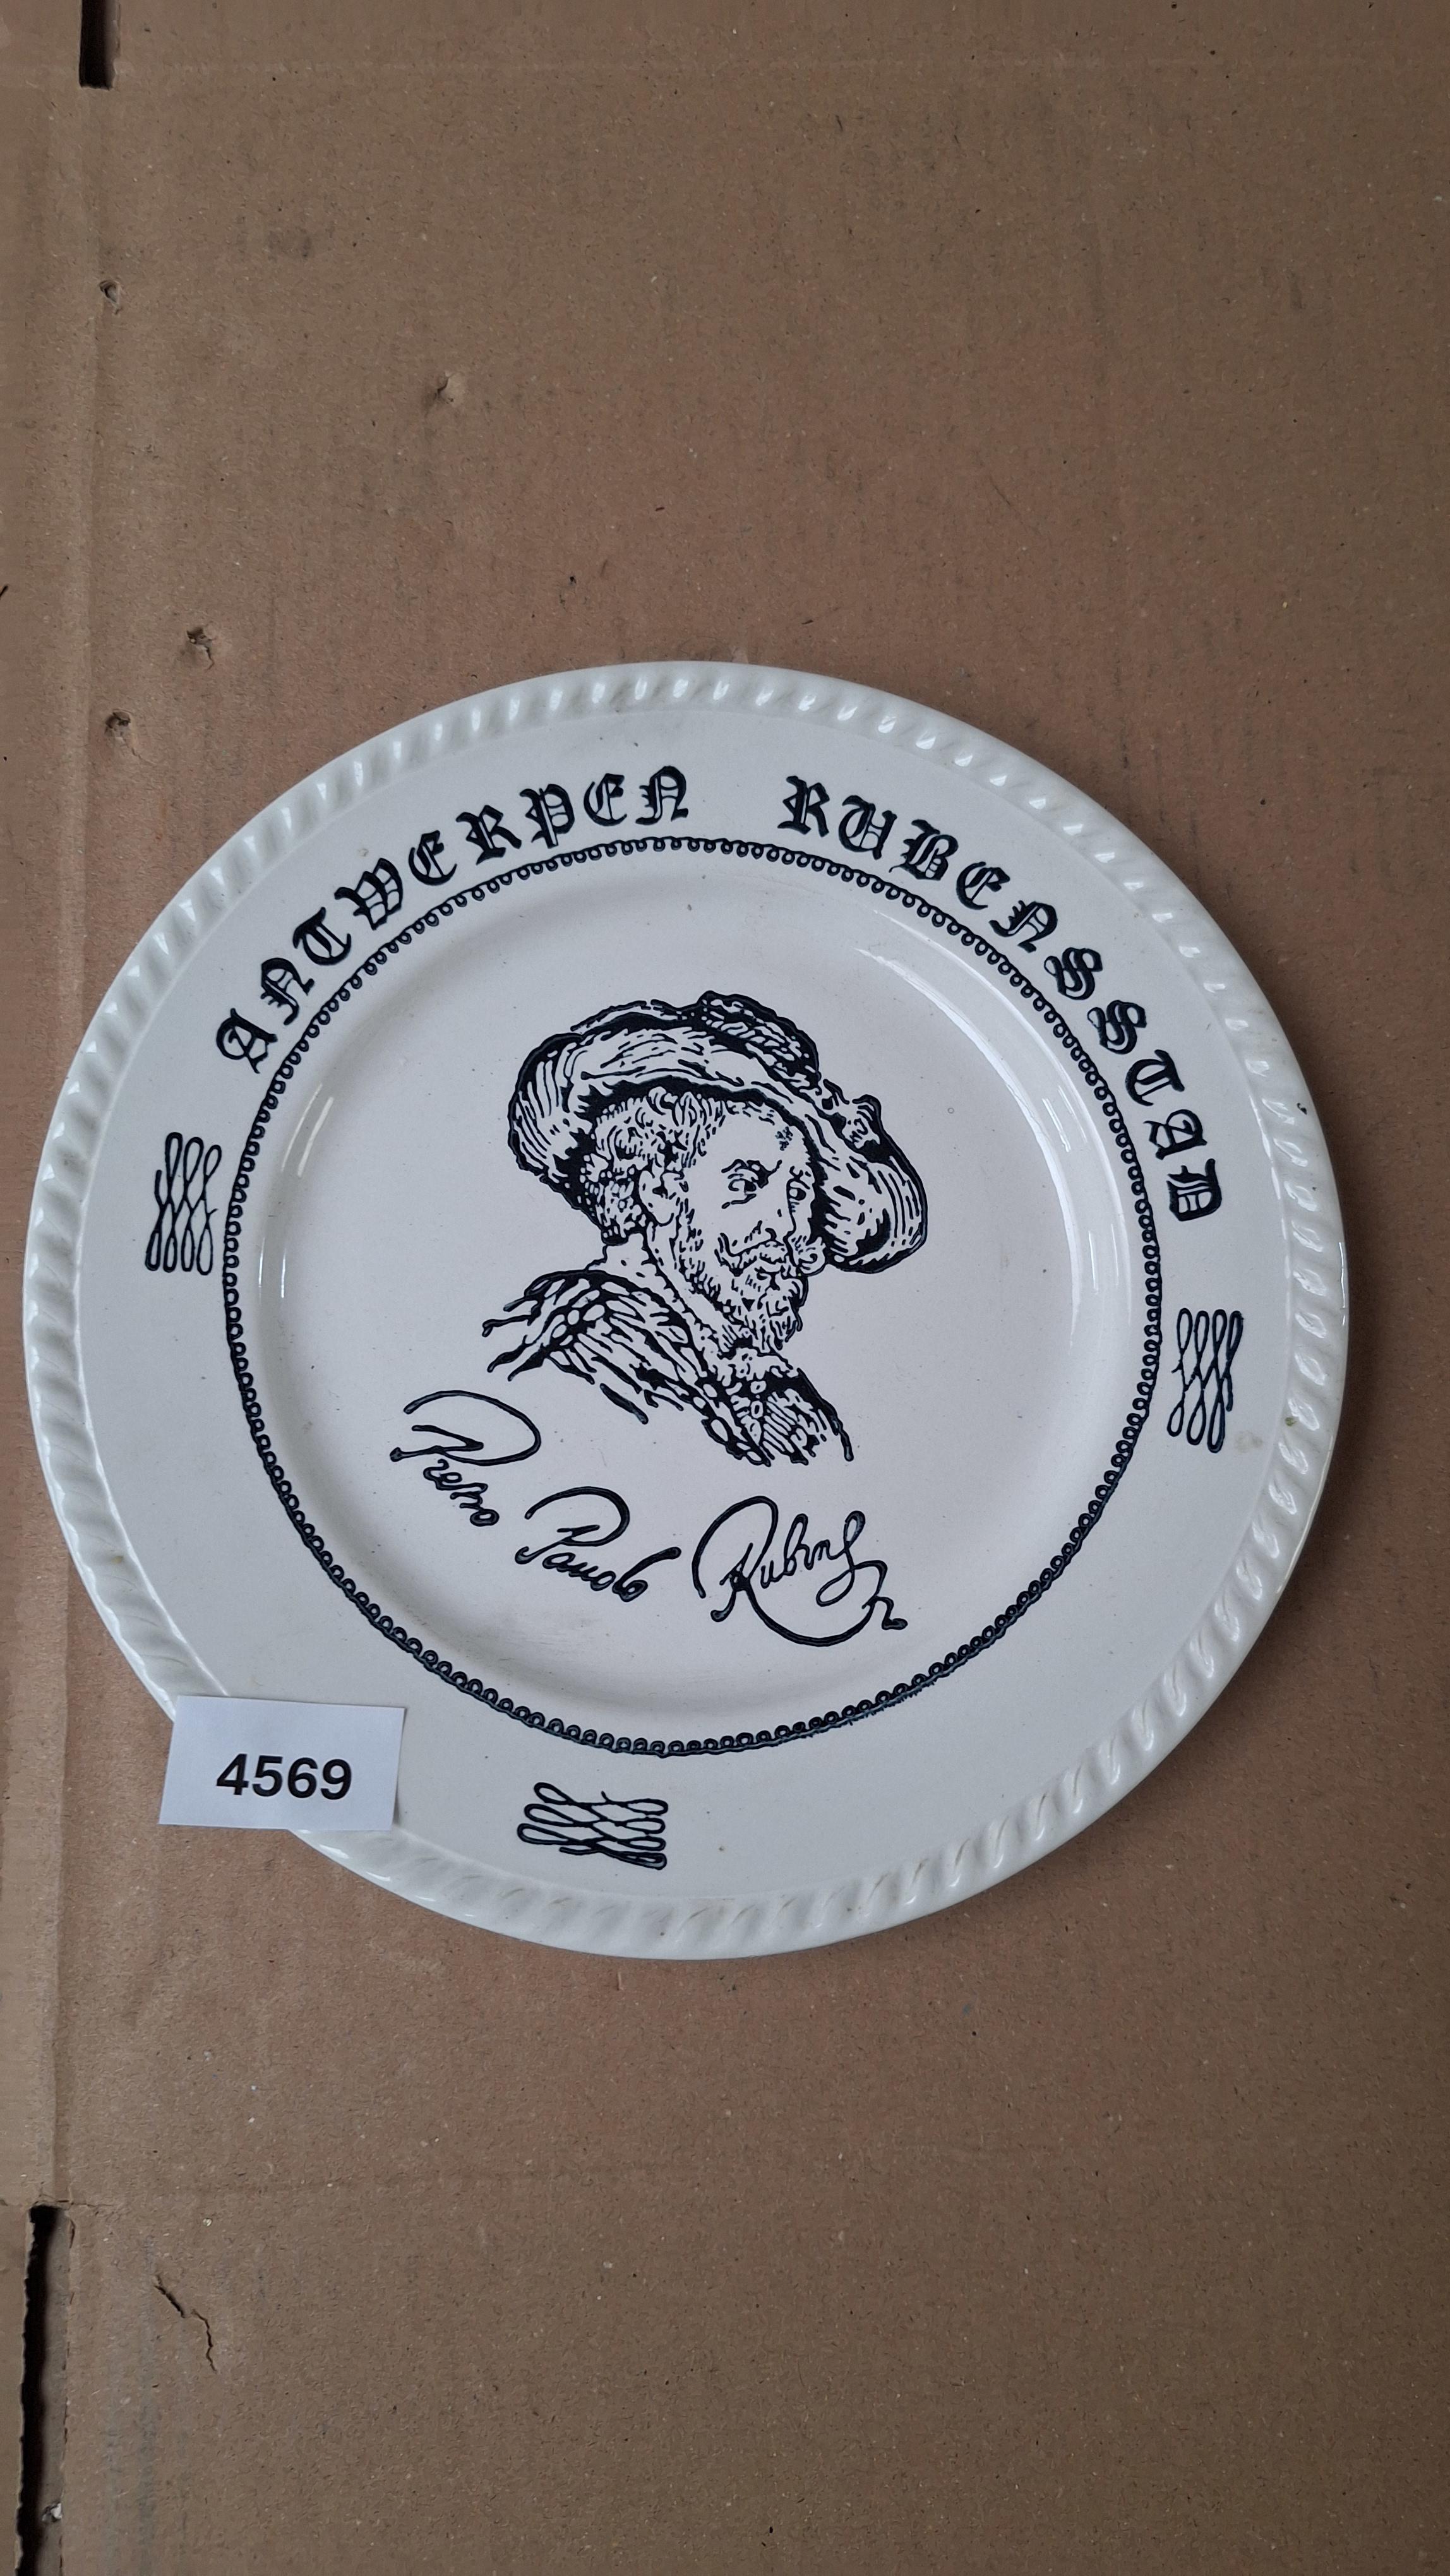 ANTWERPEN RUBENSSTAD
Pietro Pauolo Rubens
4569